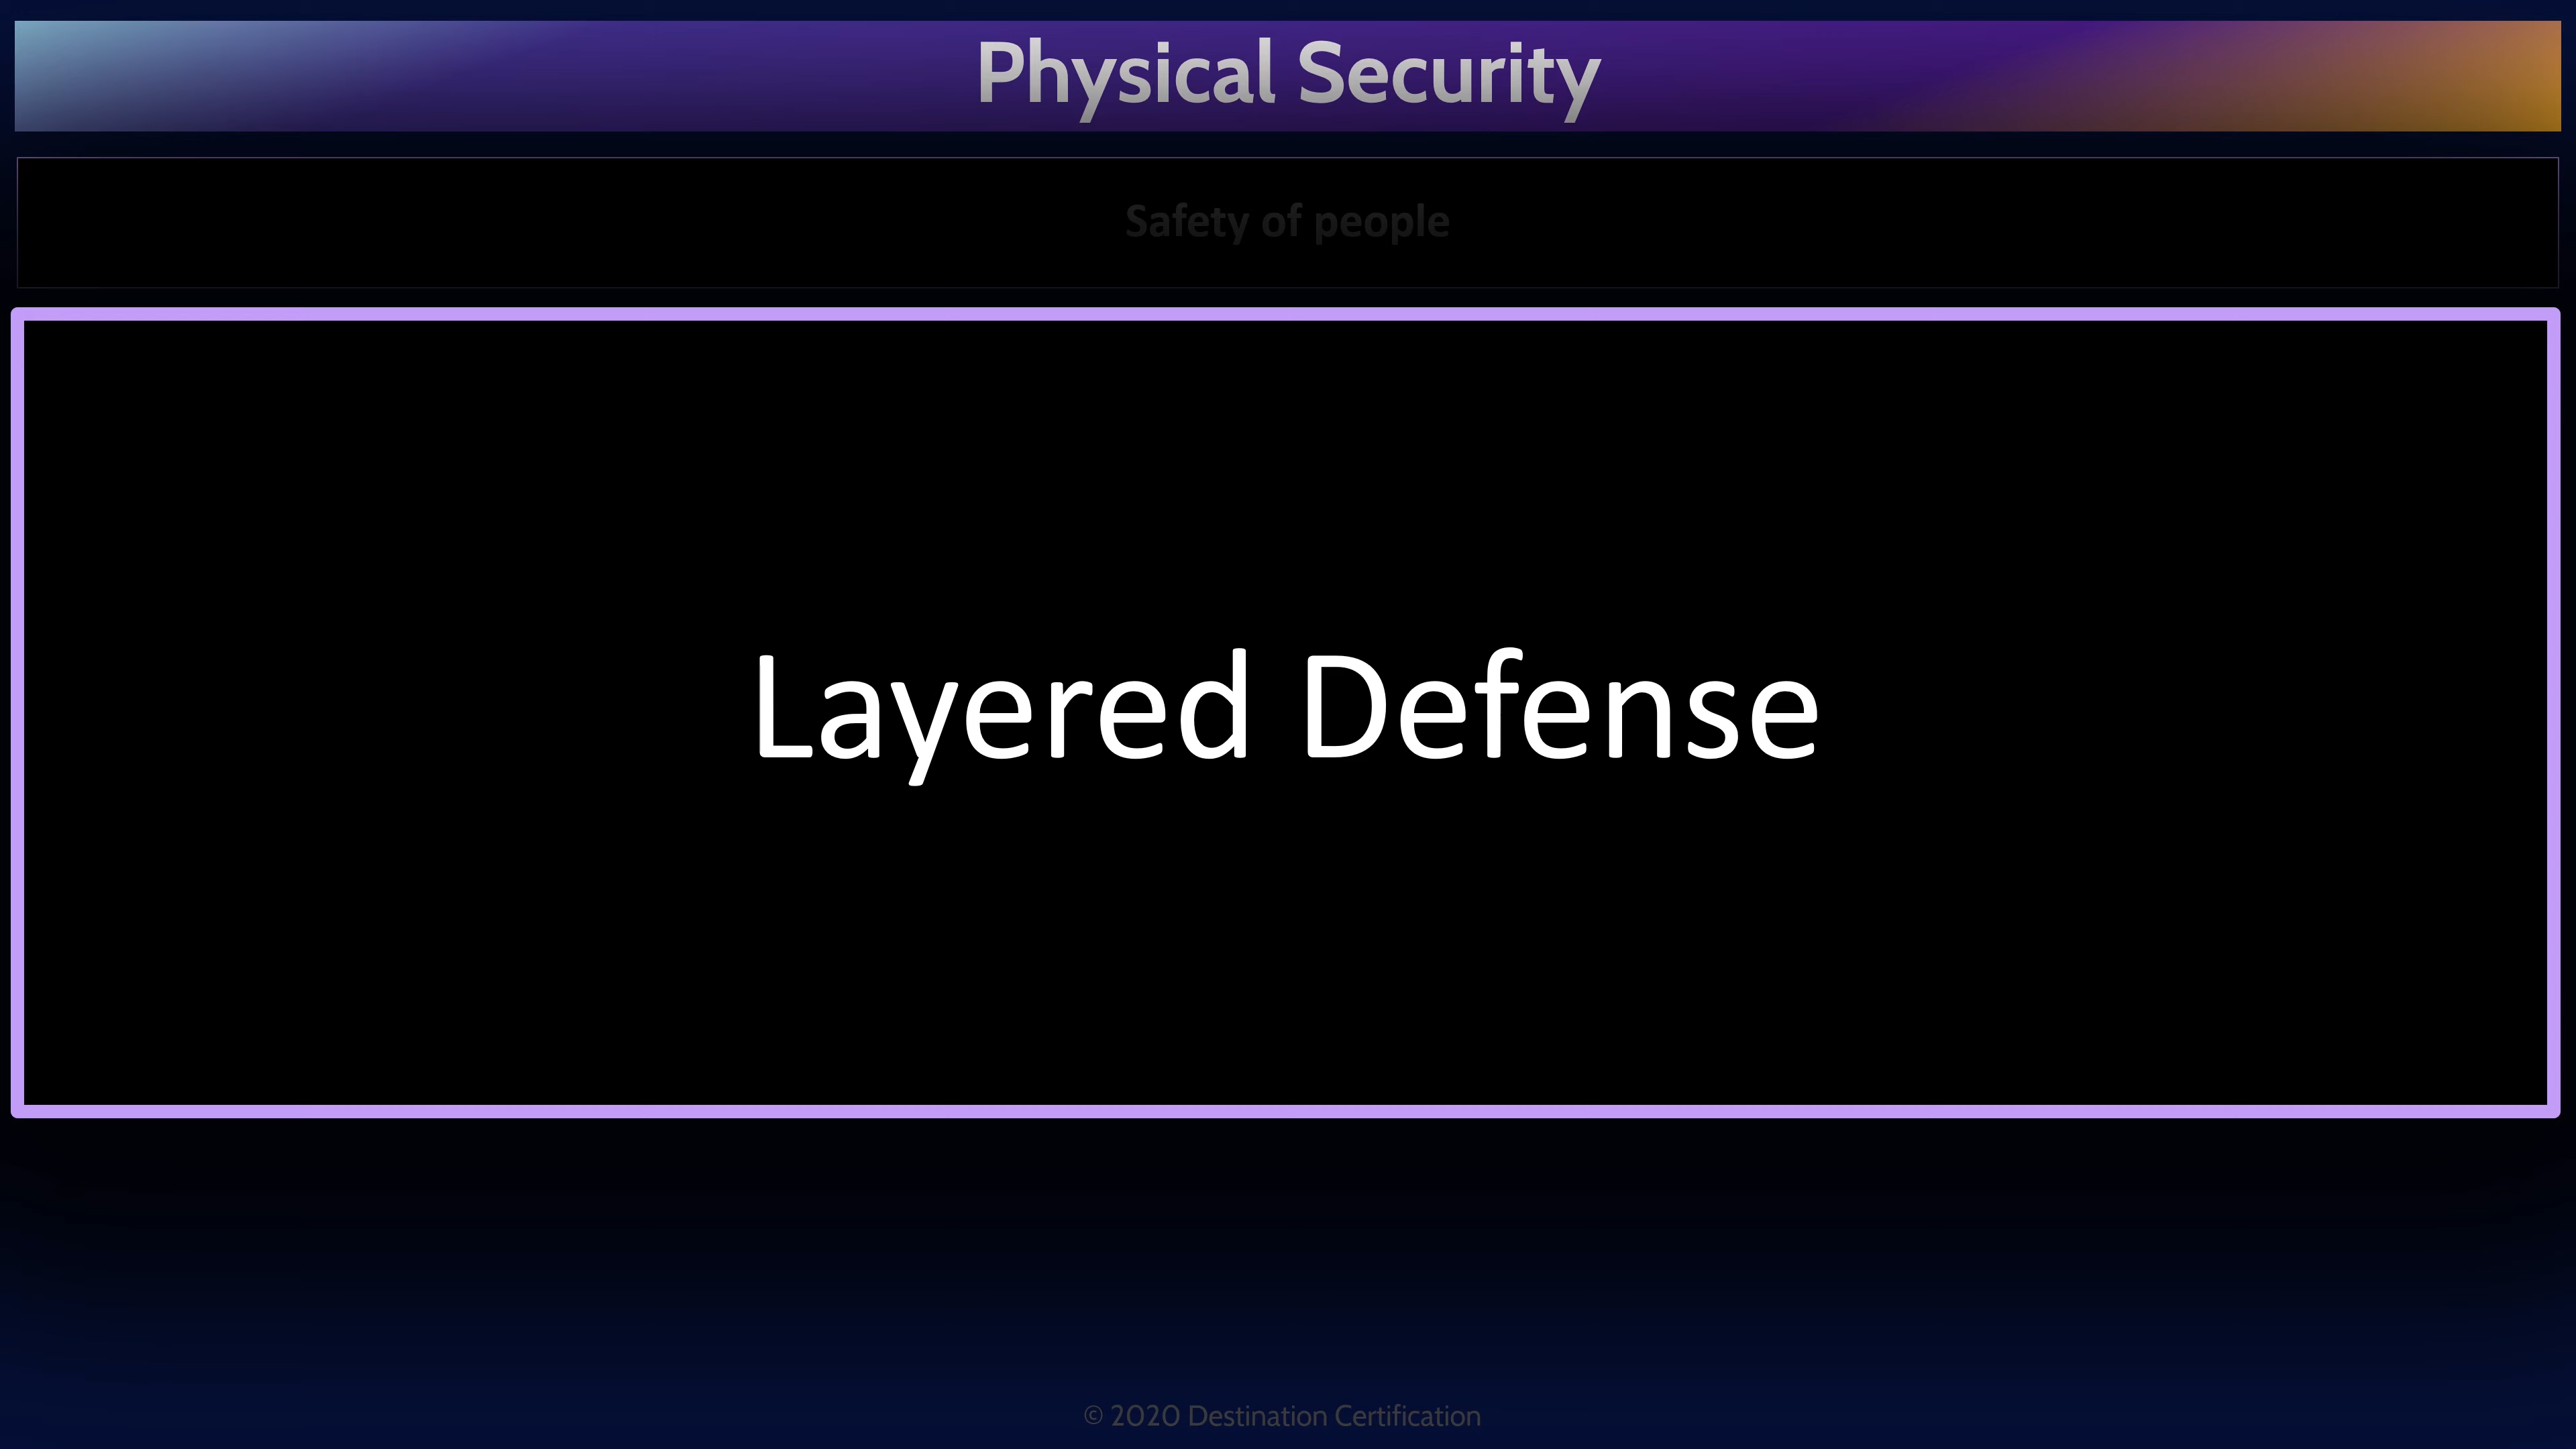 Physical Security
Safety of people
Layered Defense
© 2020 Destination Certification